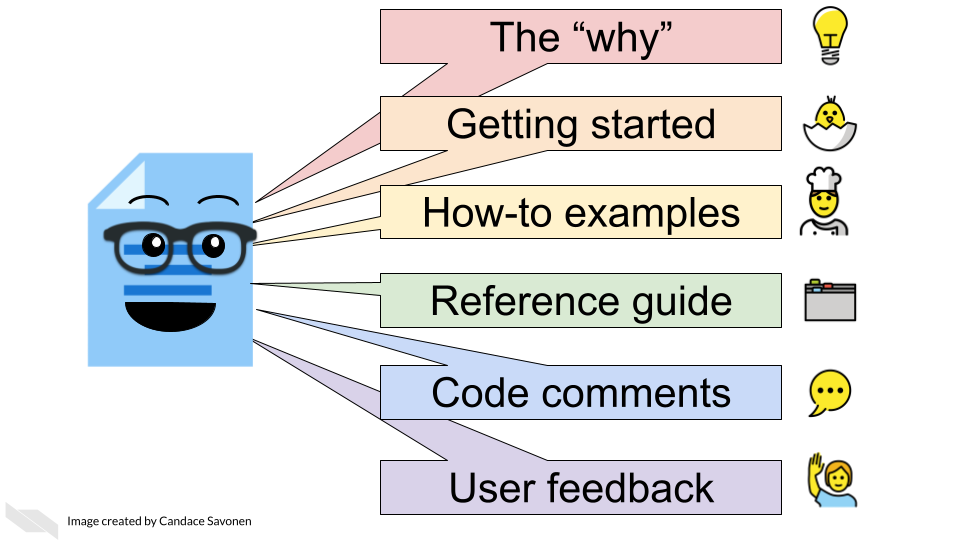 The “why”
Getting started
How-to examples
Reference guide
Code comments
User feedback
Image created by Candace Savonen